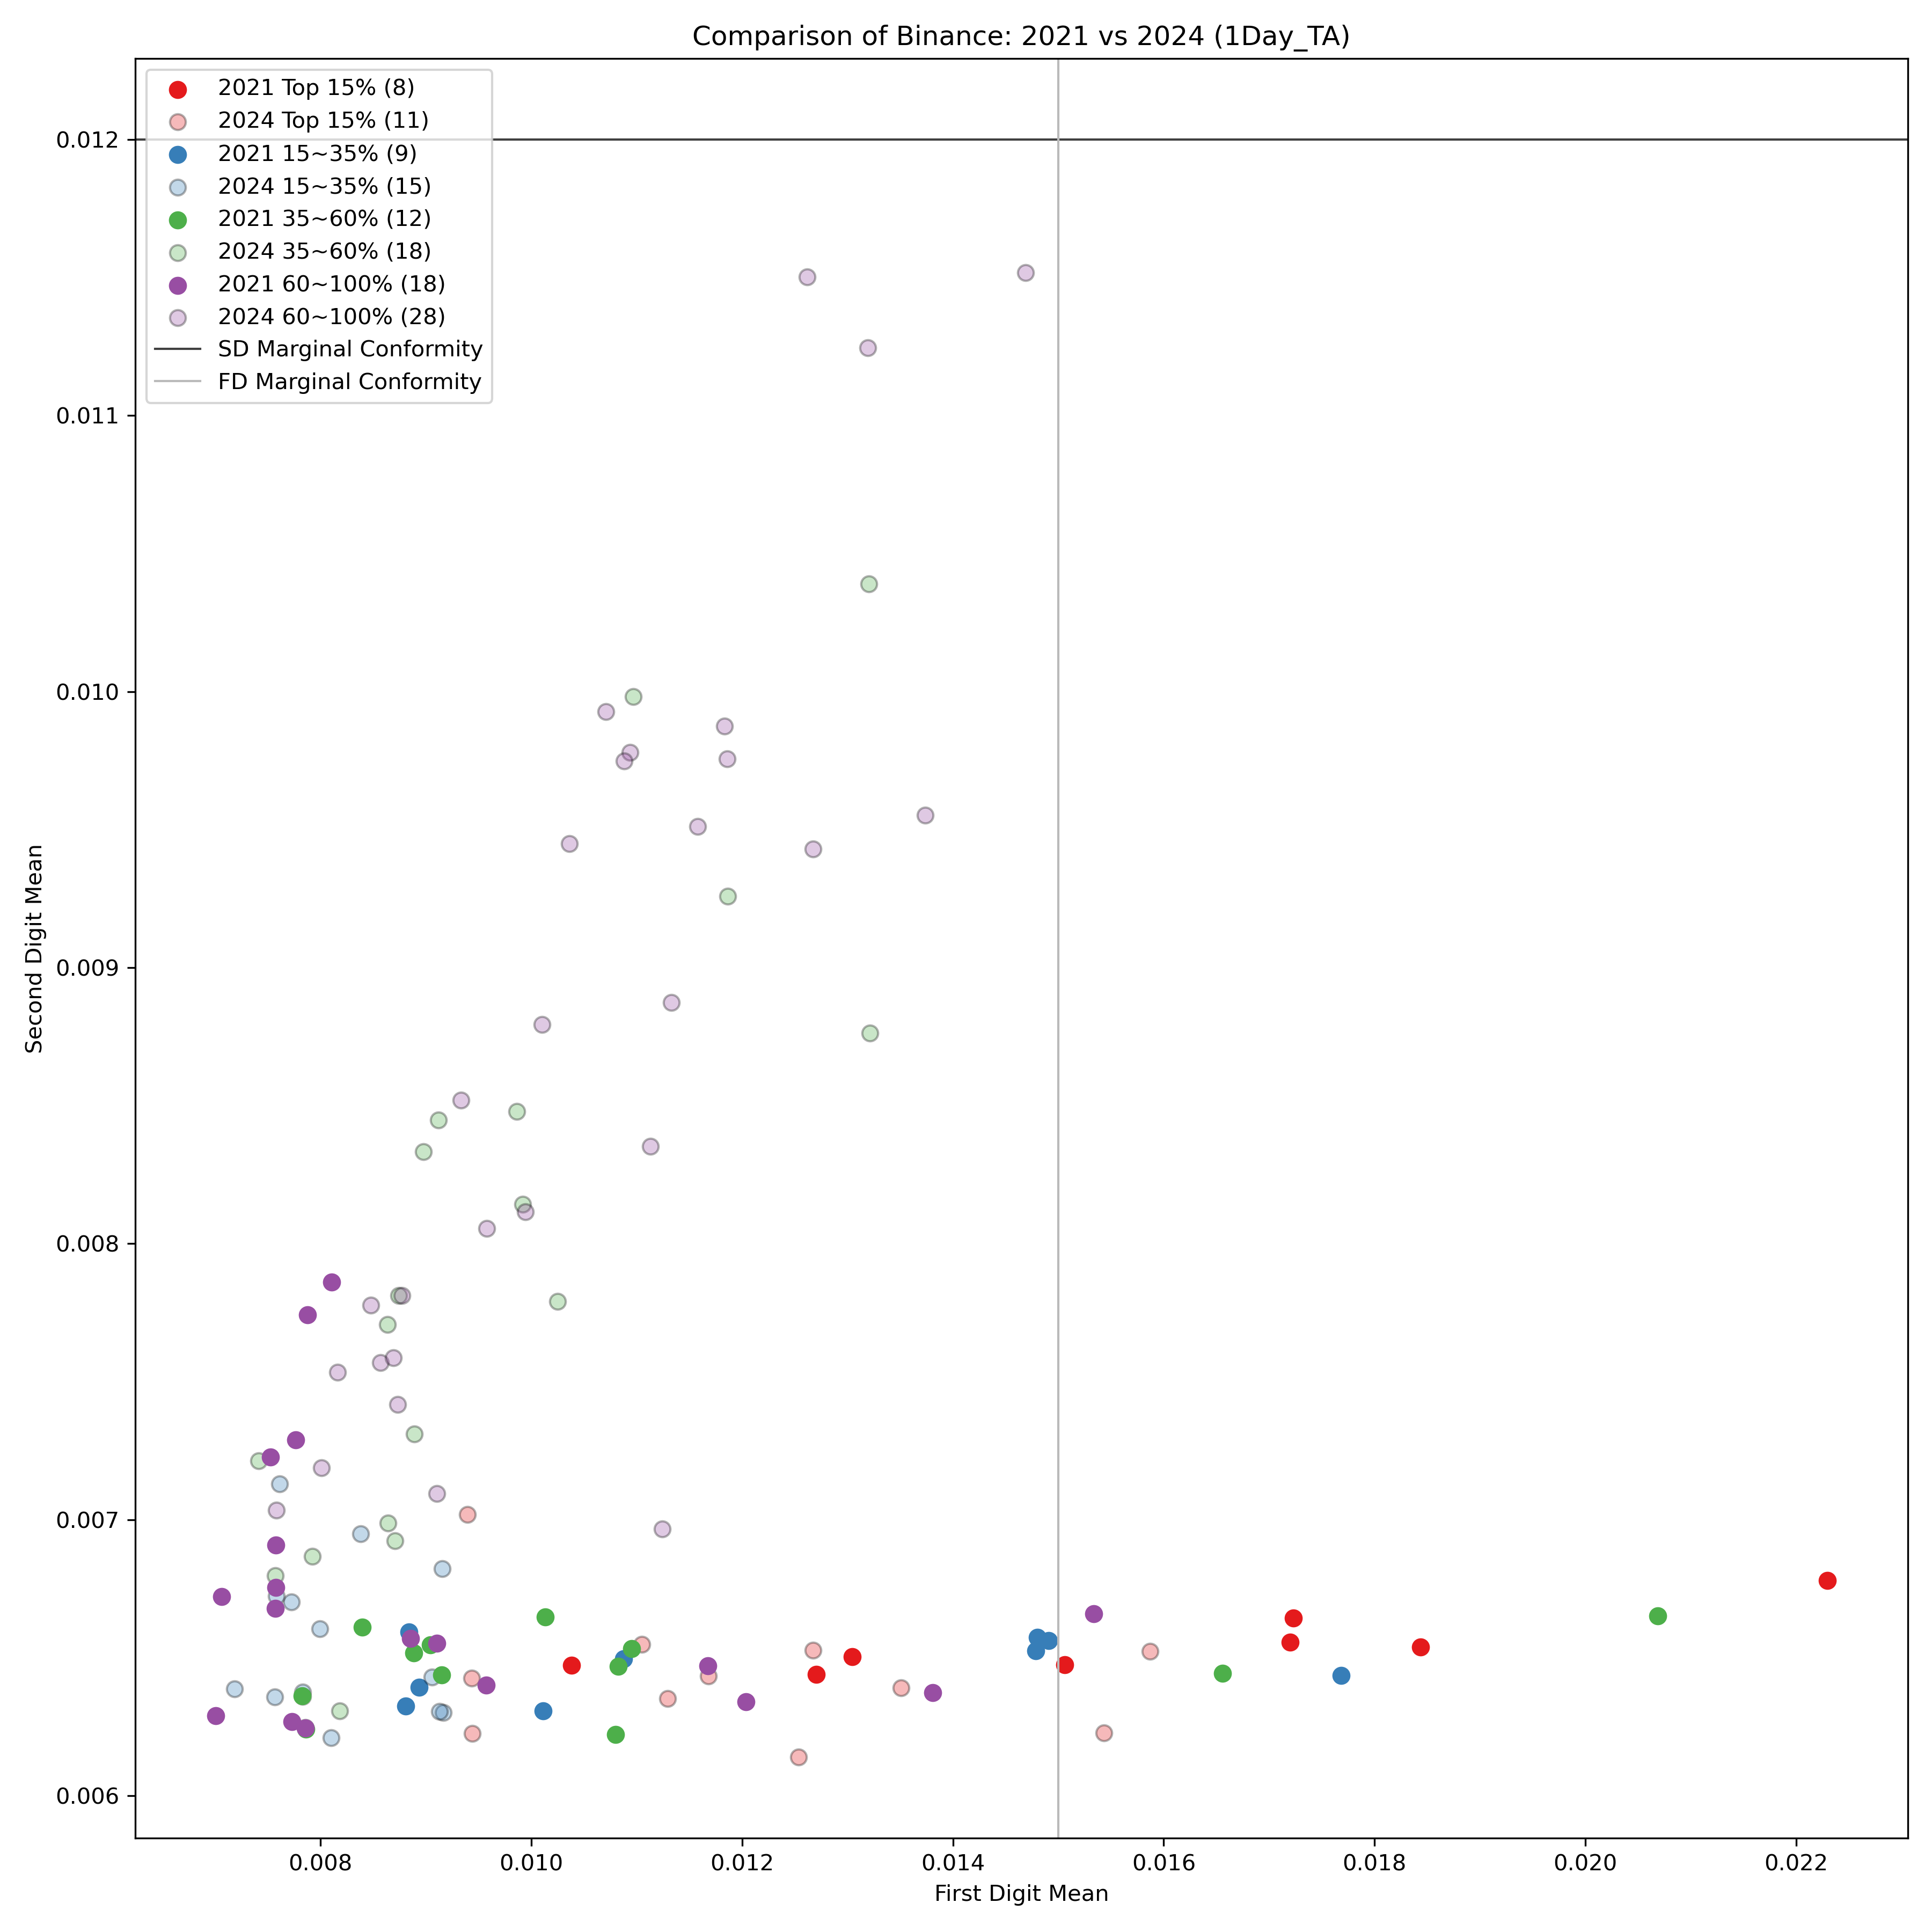 Comparison of Binance: 2021 vs 2024 (1Day_TA)
2021 Top 15% (8)
2024 Top 15% (11)
2021 15~35% (9)
2024 15~35% (15)
2021 35~60% (12)
2024 35~60% (18)
2021 60~100% (18)
2024 60~100% (28)
SD Marginal Conformity
FD Marginal Conformity
0.012
0.011
0.010
0.009
0.008
0.007
0.006
Second Digit Mean
0.008 0.010 0.012 0.014 0.016 0.018 0.020 0.022
First Digit Mean